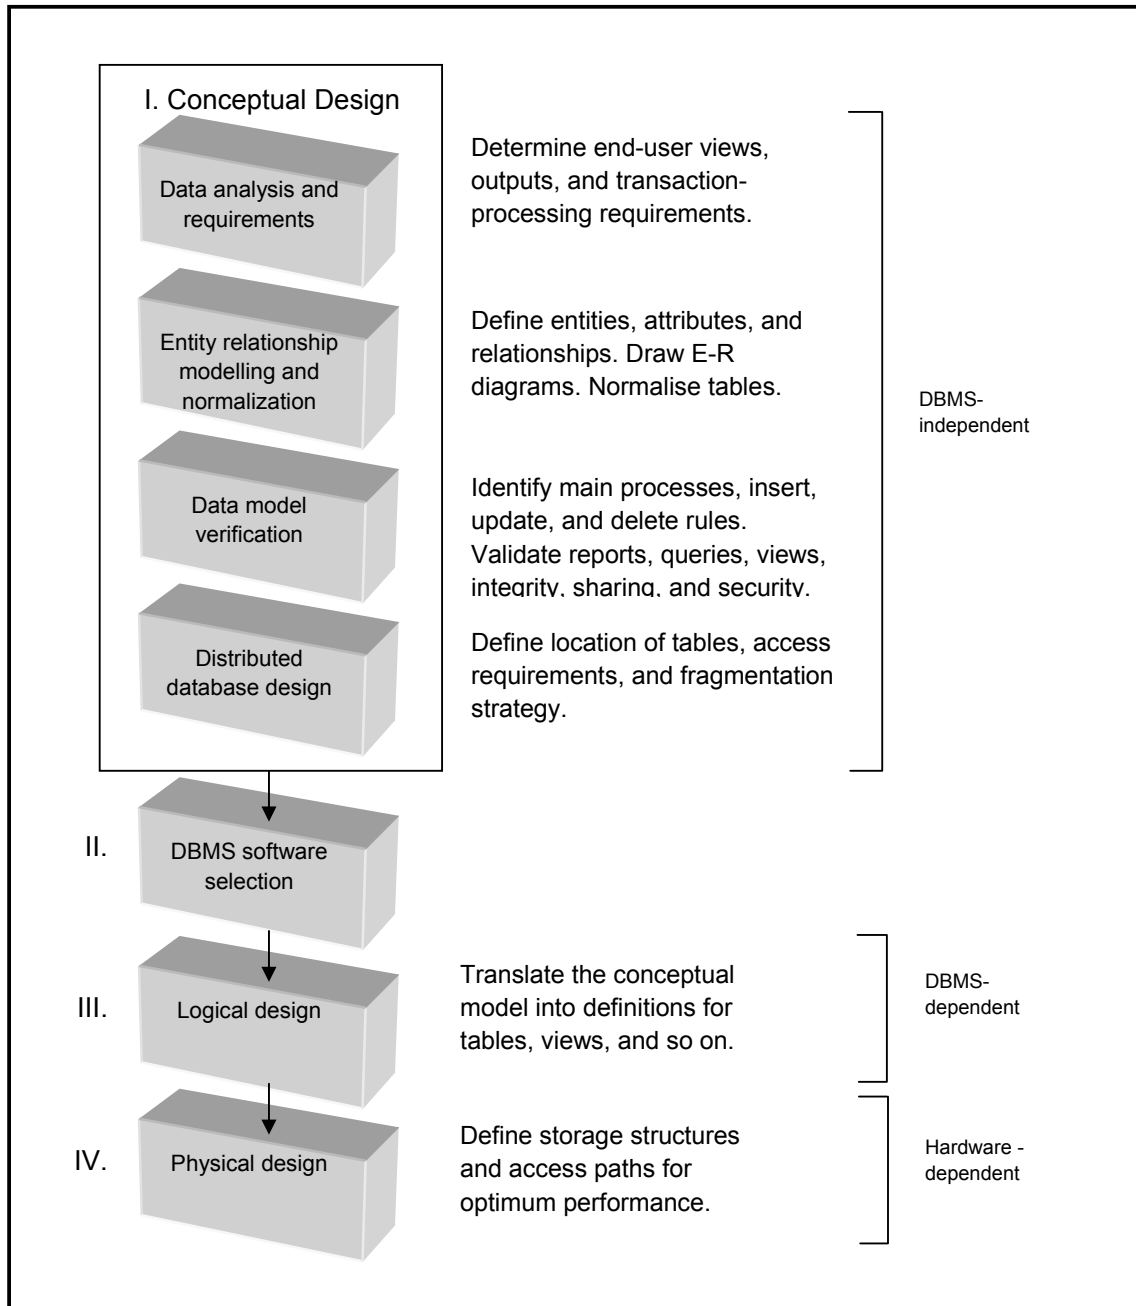 I. Conceptual Design
Data analysis and
requirements
Determine end-user views,
outputs, and transaction-
processing requirements.
Entity relationship
modelling and
normalization
Define entities, attributes, and
relationships. Draw E-R
diagrams. Normalise tables.
DBMS-
independent
Data model
verification
Identify main processes, insert,
update, and delete rules.
Validate reports, queries, views,
integrity, sharing, and security.
Distributed
database design
Define location of tables, access
requirements, and fragmentation
strategy.
II.
DBMS software
selection
III.
Logical design
Translate the conceptual
model into definitions for
tables, views, and so on.
DBMS-
dependent
IV.
Physical design
Define storage structures
and access paths for
optimum performance.
Hardware -
dependent